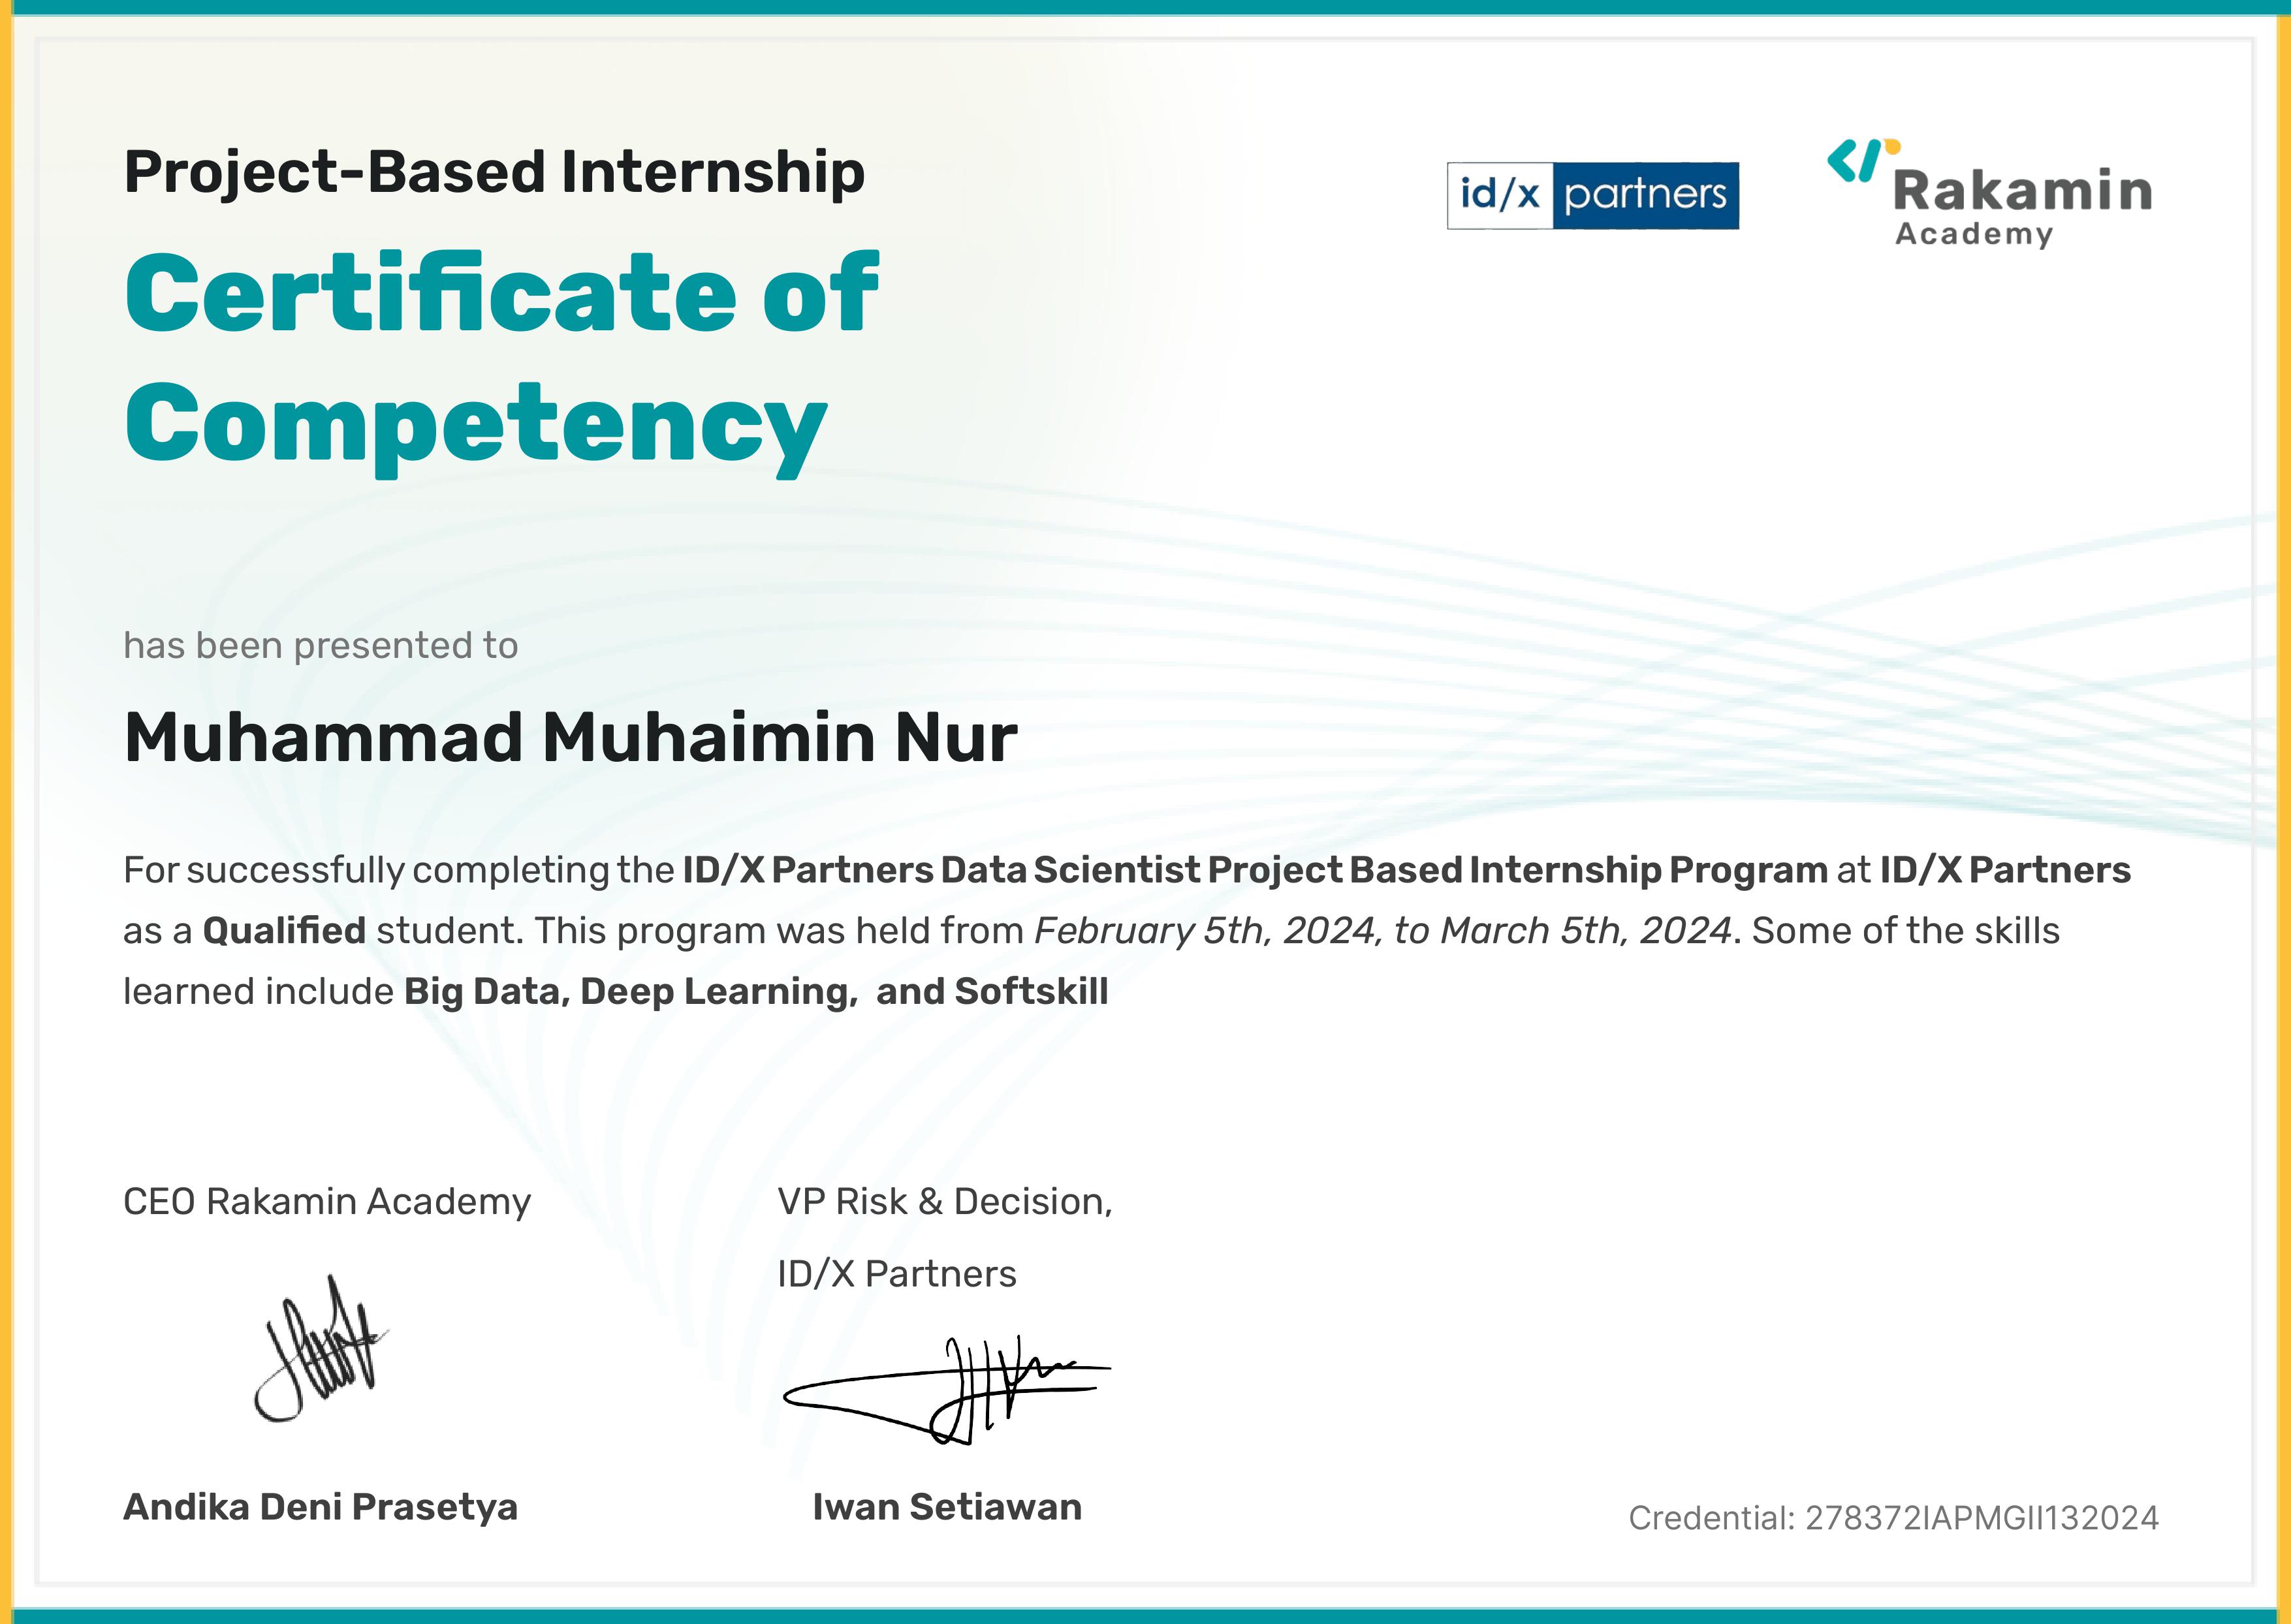 Project-Based Internship
id/x partners
Rakamin
Academy
Certificate of
Competency
has been presented to
Muhammad Muhaimin Nur
For successfully completing the ID/X Partners Data Scientist Project Based Internship Program at ID/X Partners
as a Qualified student. This program was held from February 5th, 2024, to March 5th, 2024. Some of the skills
learned include Big Data, Deep Learning,  and Softskill
CEO Rakamin Academy
VP Risk & Decision,
ID/X Partners
Andika Deni Prasetya
Iwan Setiawan
Credential: 278372IAPMGII132024